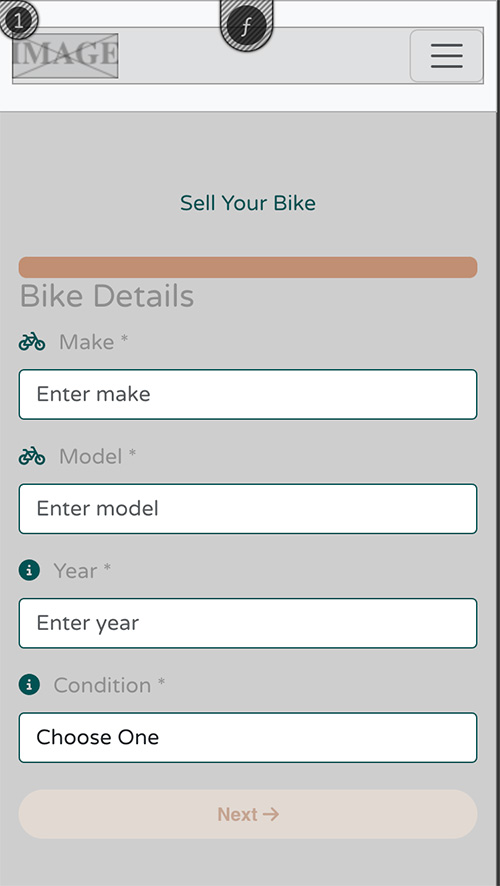 1
f
IMAGE
Sell Your Bike
Bike Details
Make *
Enter make
Model *
Enter model
Year *
Enter year
Condition *
Choose One
Next →